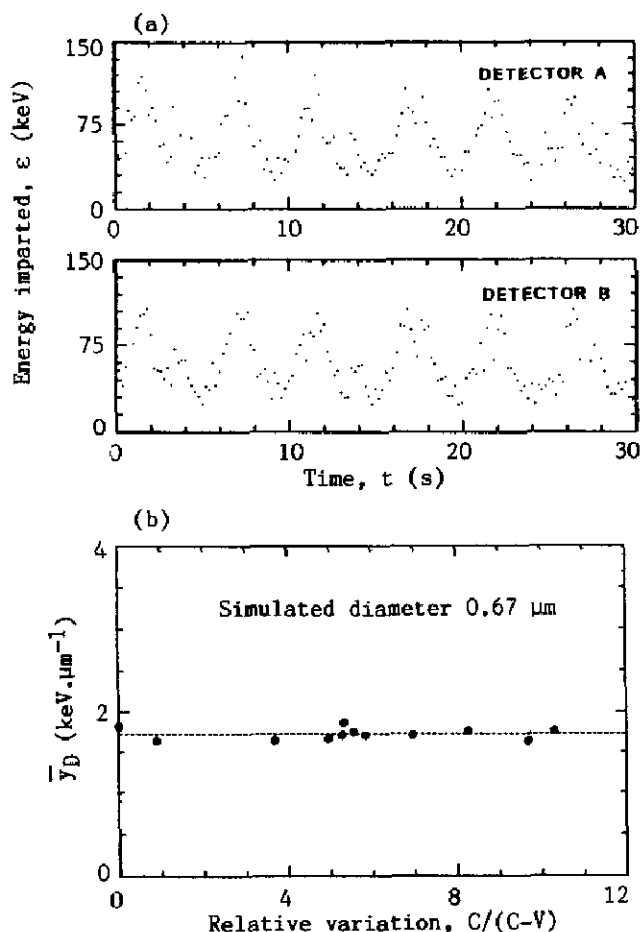 (a)
150
DETECTOR A
75
0
0 10 20 30
Energy imparted, ε (keV)
150
DETECTOR B
75
0
0 10 20 30
Time, t (s)
(b)
4
Simulated diameter 0.67 μm
2
y̅D (keV.μm⁻¹)
0
0 4 8 12
Relative variation, C/(C-V)